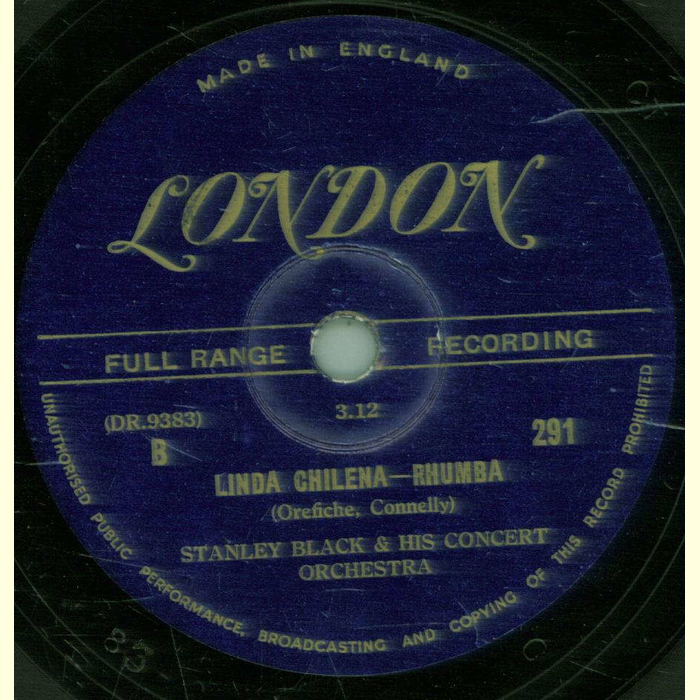 MADE IN ENGLAND
LONDON
FULL RANGE RECORDING
(DR.9383)
3.12
B
291
LINDA CHILENA—RHUMBA
(Orefiche, Connelly)
STANLEY BLACK & HIS CONCERT
ORCHESTRA
UNAUTHORISED PUBLIC PERFORMANCE, BROADCASTING AND COPYING OF THIS RECORD PROHIBITED